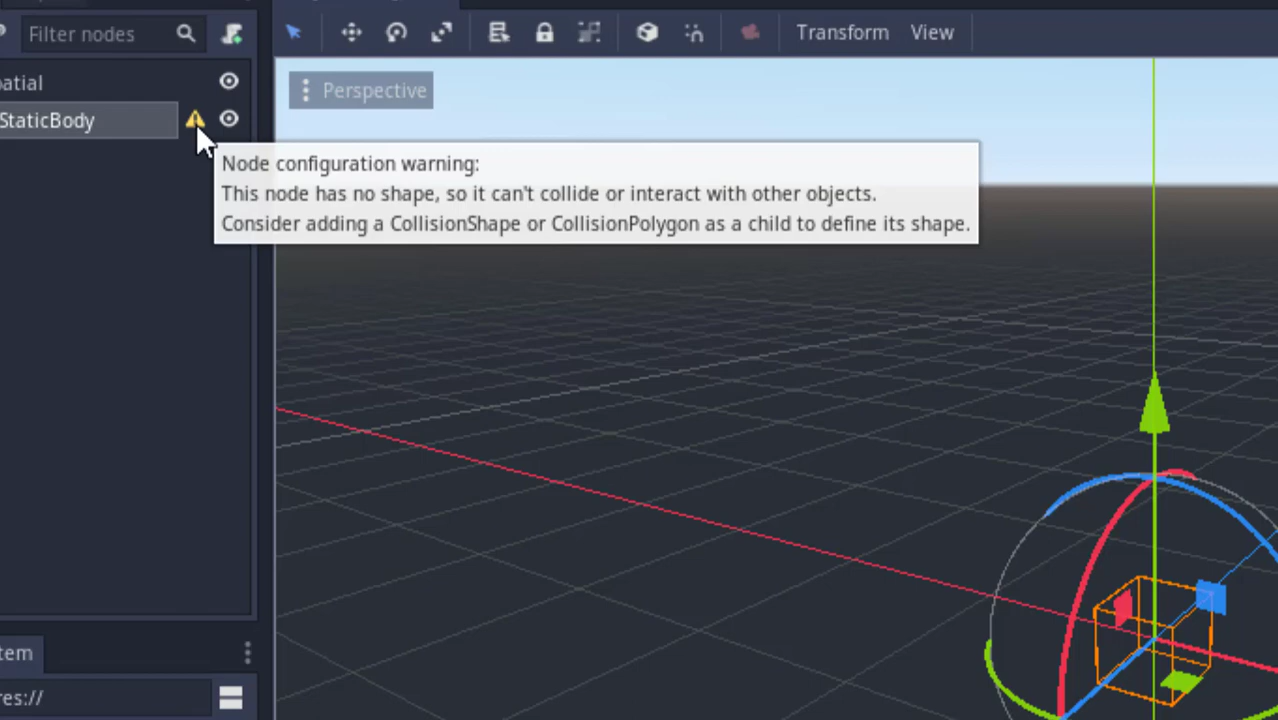 Filter nodes
Transform
View
atial
StaticBody
Perspective
Node configuration warning:
This node has no shape, so it can't collide or interact with other objects.
Consider adding a CollisionShape or CollisionPolygon as a child to define its shape.
tem
res://